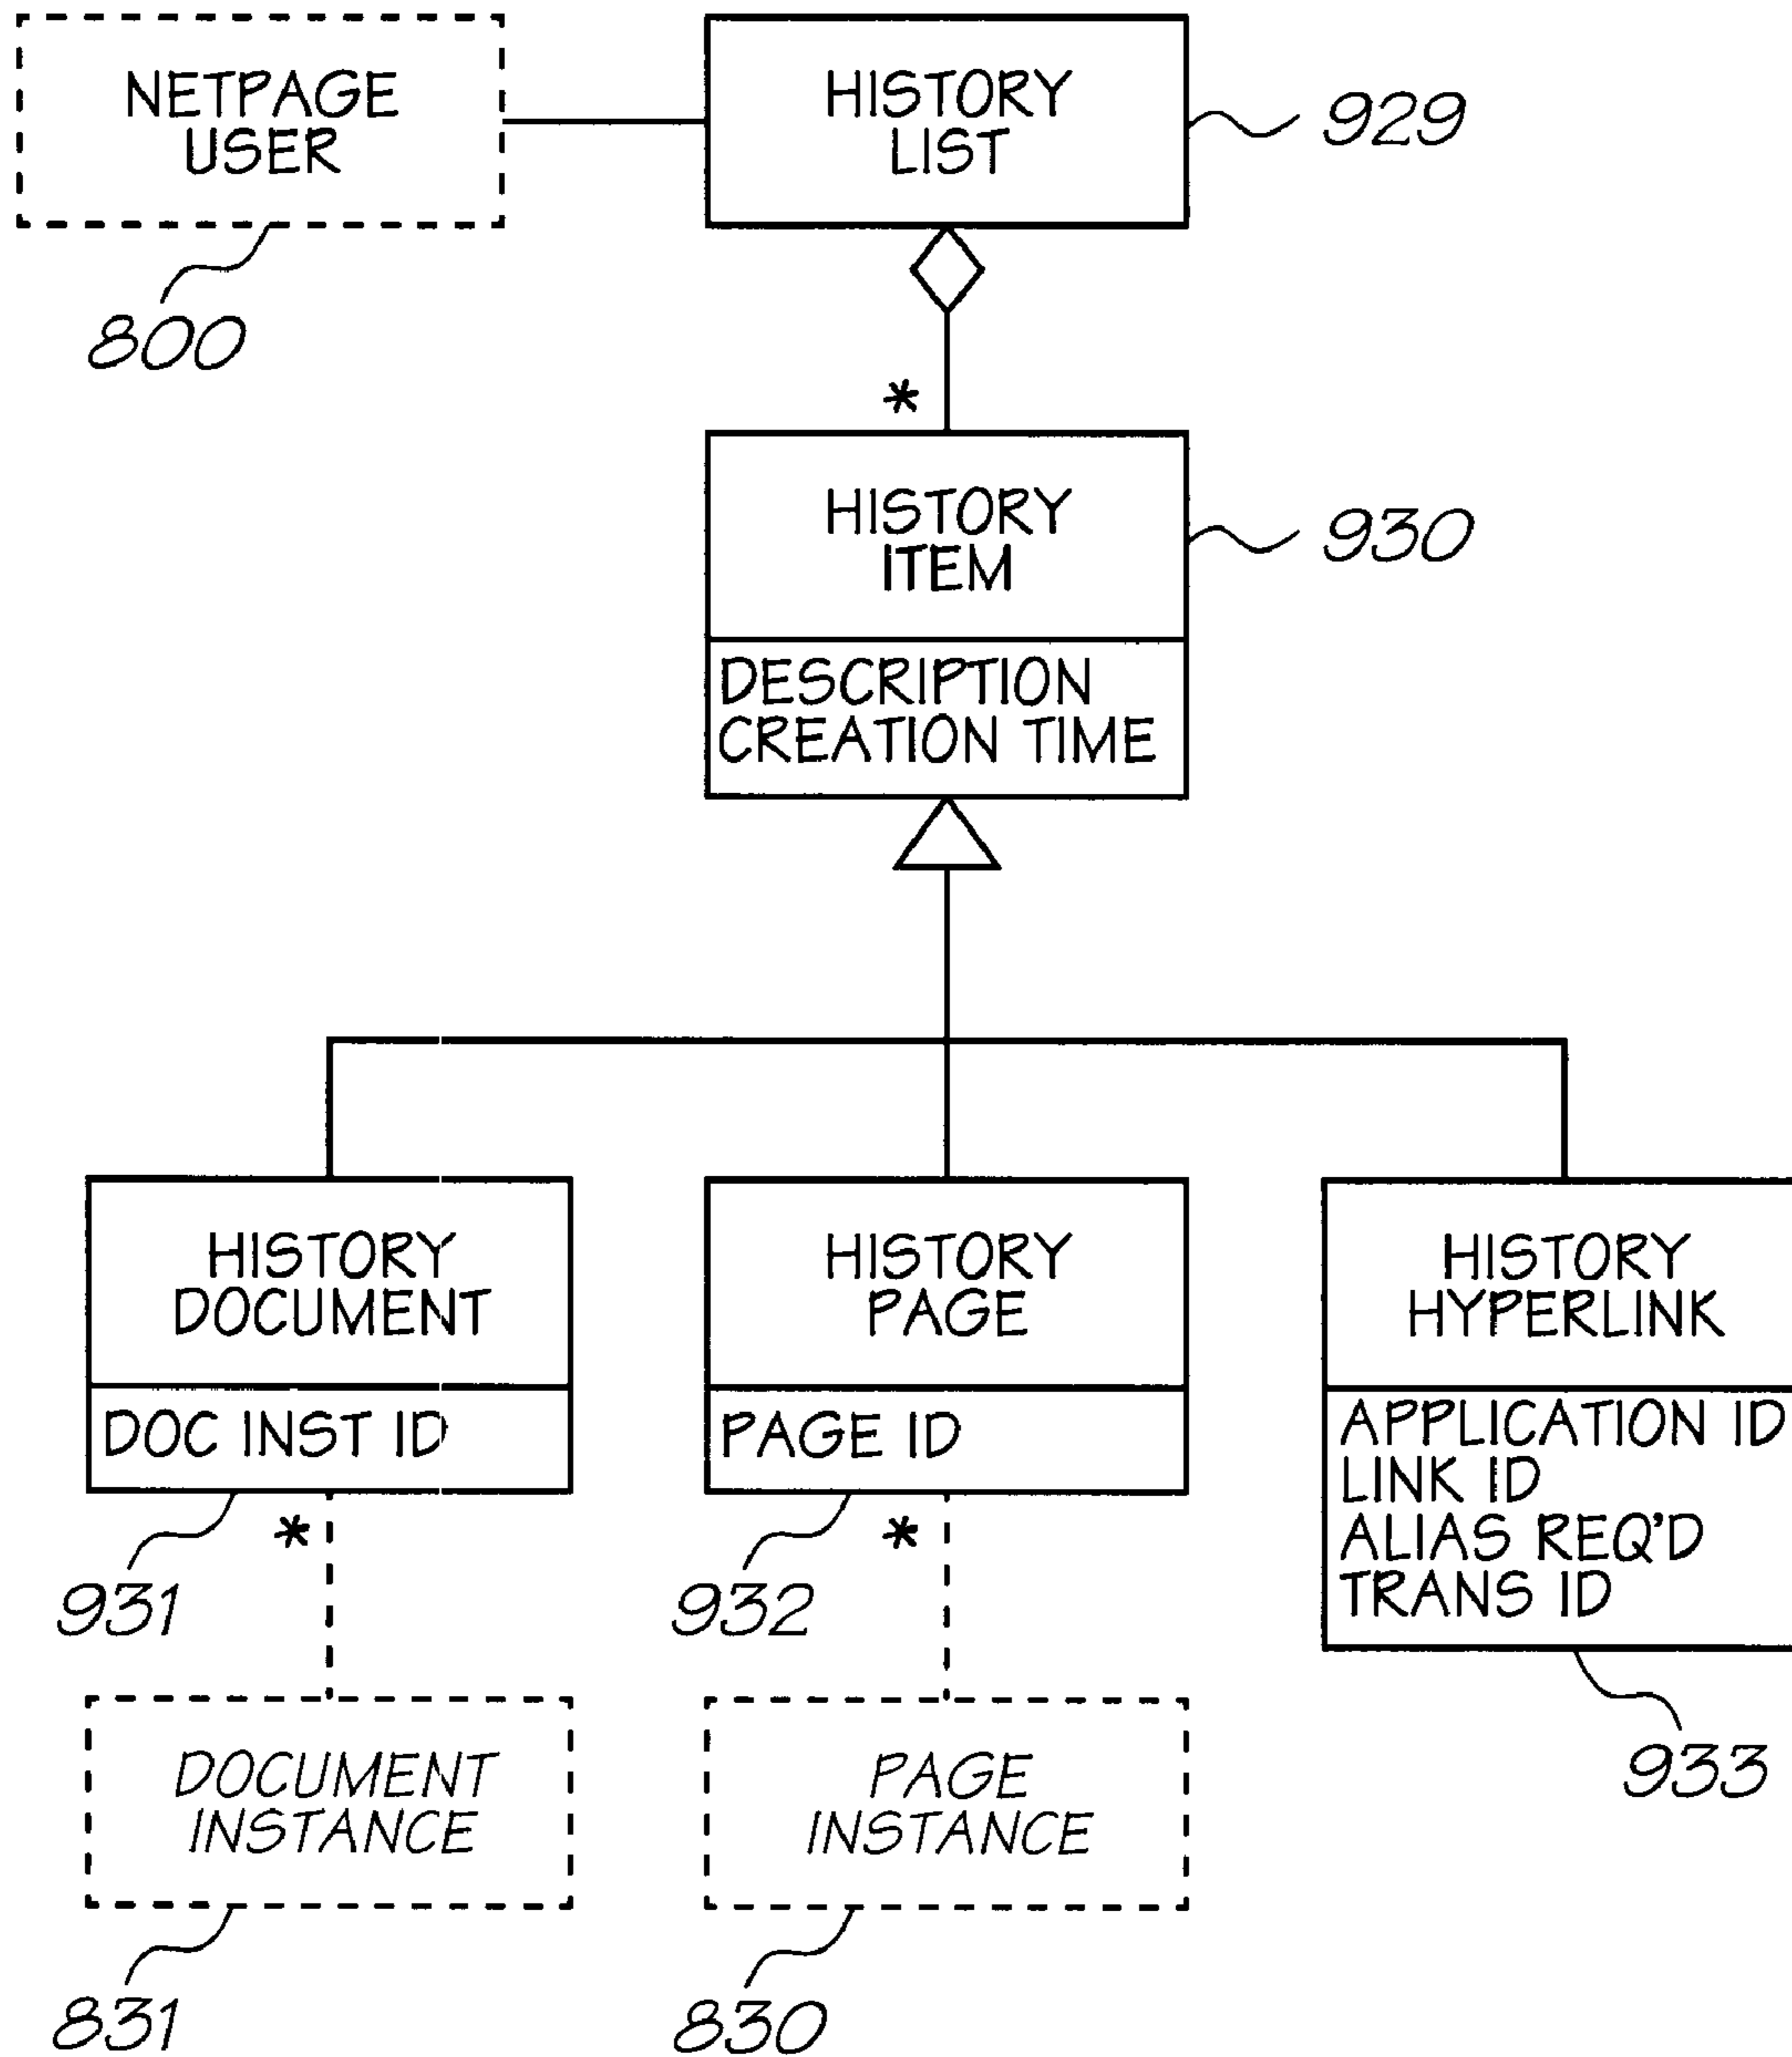 NETPAGE
USER
HISTORY
LIST
929
800
*
HISTORY
ITEM
930
DESCRIPTION
CREATION TIME
HISTORY
DOCUMENT
DOC INST ID
HISTORY
PAGE
PAGE ID
HISTORY
HYPERLINK
APPLICATION ID
LINK ID
ALIAS REQ'D
TRANS ID
*
931
*
932
933
DOCUMENT
INSTANCE
PAGE
INSTANCE
831
830